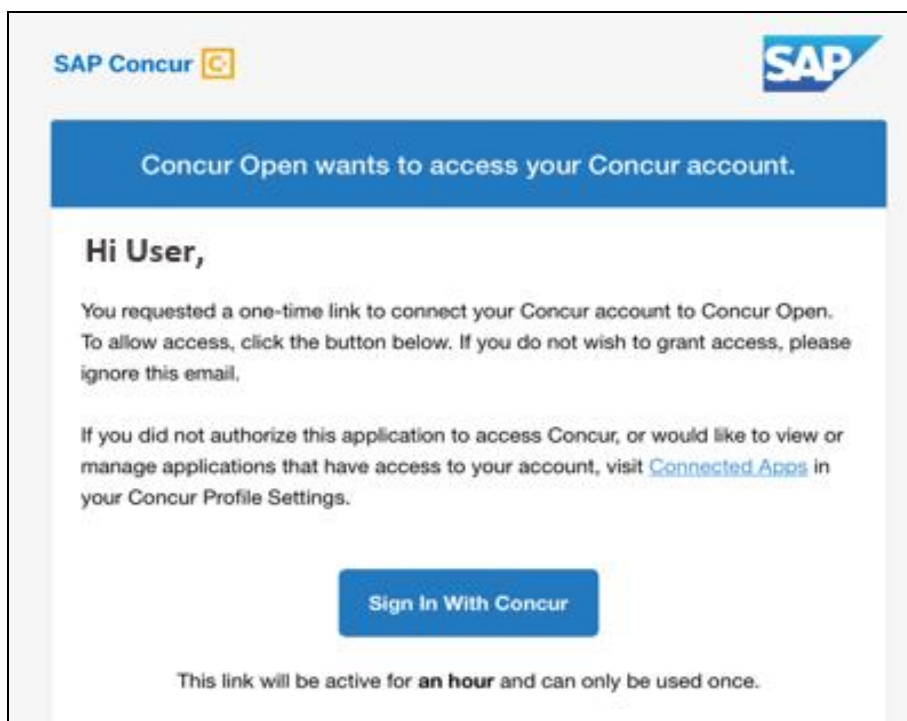 SAP Concur C
SAP
Concur Open wants to access your Concur account.
Hi User,
You requested a one-time link to connect your Concur account to Concur Open.
To allow access, click the button below. If you do not wish to grant access, please
ignore this email.
If you did not authorize this application to access Concur, or would like to view or
manage applications that have access to your account, visit Connected Apps in
your Concur Profile Settings.
Sign In With Concur
This link will be active for an hour and can only be used once.